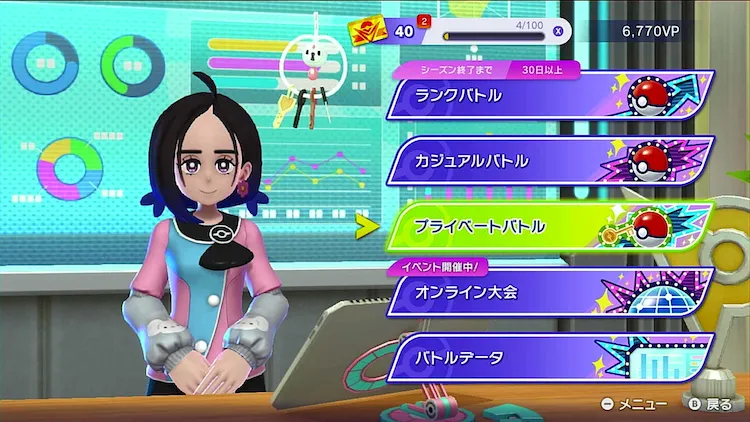 2
40
4/100
X
6,770VP
シーズン終了まで 30日以上
ランクバトル
カジュアルバトル
プライベートバトル
イベント開催中!
オンライン大会
バトルデータ
メニュー
B 戻る